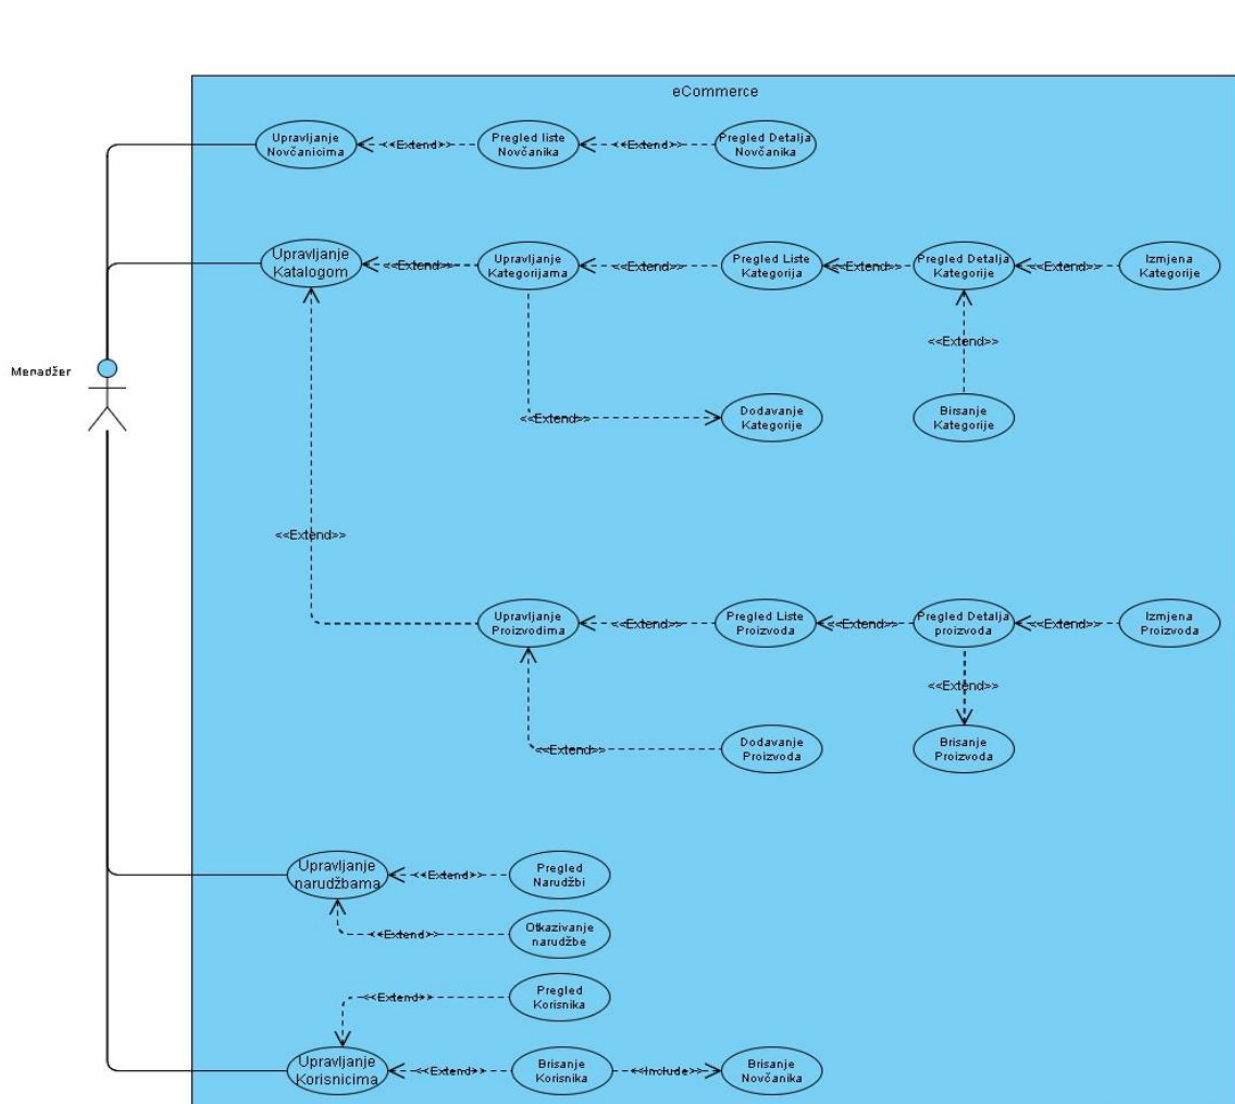 eCommerce
Upravljanje
Novčanicima
<<Extend>>
Pregled liste
Novčanika
<<Extend>>
Pregled Detalja
Novčanika
Upravljanje
Katalogom
<<Extend>>
Upravljanje
Kategorijama
<<Extend>>
Pregled Liste
Kategorija
<<Extend>>
Pregled Detalja
Kategorije
<<Extend>>
Izmjena
Kategorije
<<Extend>>
Menadžer
<<Extend>>
Dodavanje
Kategorije
Birsanje
Kategorije
<<Extend>>
Upravljanje
Proizvodima
<<Extend>>
Pregled Liste
Proizvoda
<<Extend>>
Pregled Detalja
proizvoda
<<Extend>>
Izmjena
Proizvoda
<<Extend>>
<<Extend>>
Dodavanje
Proizvoda
Brisanje
Proizvoda
Upravljanje
narudžbama
<<Extend>>
Pregled
Narudžbi
<<Extend>>
Otkazivanje
narudžbe
<<Extend>>
Pregled
Korisnika
Upravljanje
Korisnicima
<<Extend>>
Brisanje
Korisnika
<<Include>>
Brisanje
Novčanika